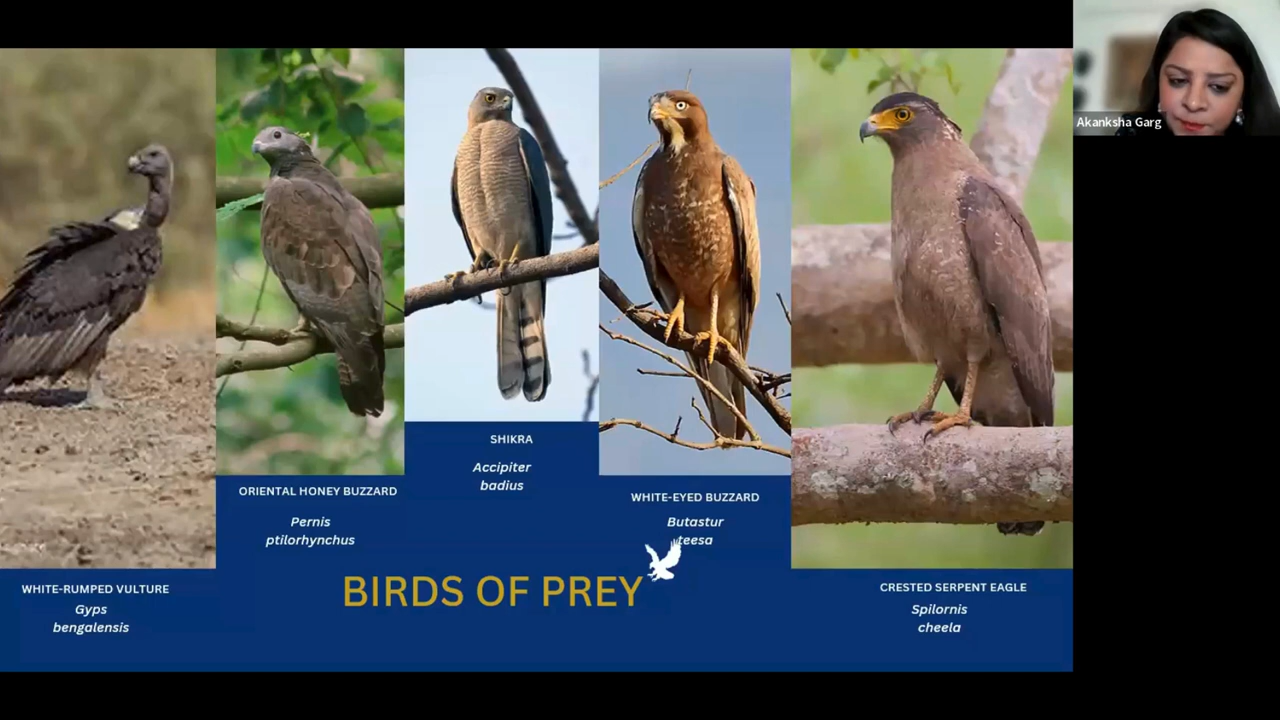 Akanksha Garg
SHIKRA
Accipiter
badius
ORIENTAL HONEY BUZZARD
Pernis
ptilorhynchus
WHITE-EYED BUZZARD
Butastur
teesa
WHITE-RUMPED VULTURE
Gyps
bengalensis
BIRDS OF PREY
CRESTED SERPENT EAGLE
Spilornis
cheela